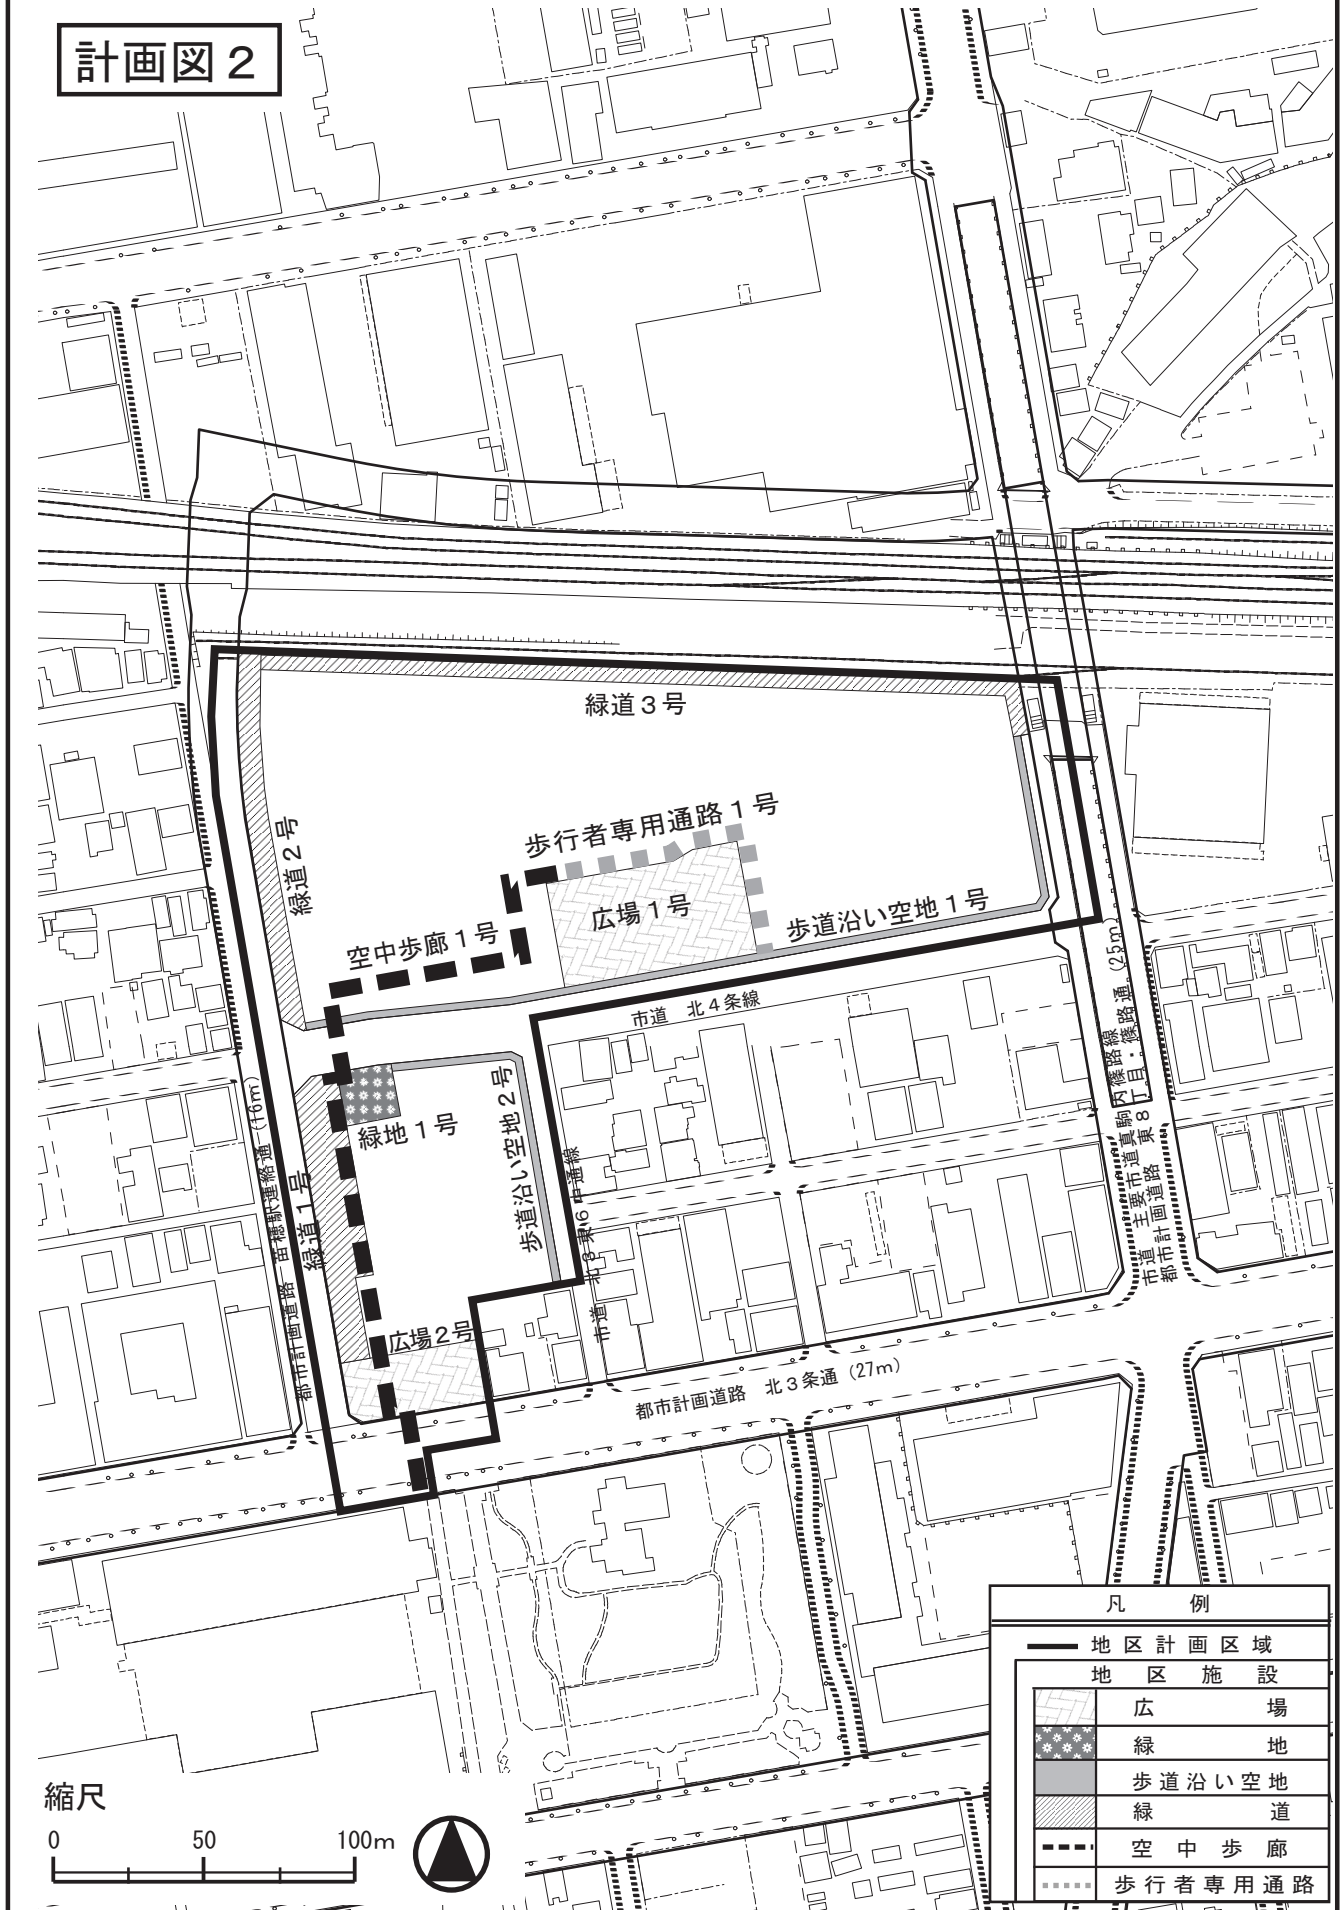 計画図２
緑道３号
歩行者専用通路１号
緑道２号
広場１号
歩道沿い空地１号
空中歩廊１号
市道　北４条線
市道　主要市道真駒内篠路線
都市計画道路　東８丁目・篠路通（25m）
歩道沿い空地２号
緑地１号
緑道１号
都市計画道路　苗穂駅連絡通（16m）
市道　北３東６中通線
広場２号
都市計画道路　北３条通（27m）
凡　例
地区計画区域
地区施設
広場
緑地
歩道沿い空地
緑道
空中歩廊
歩行者専用通路
縮尺
0　50　100m